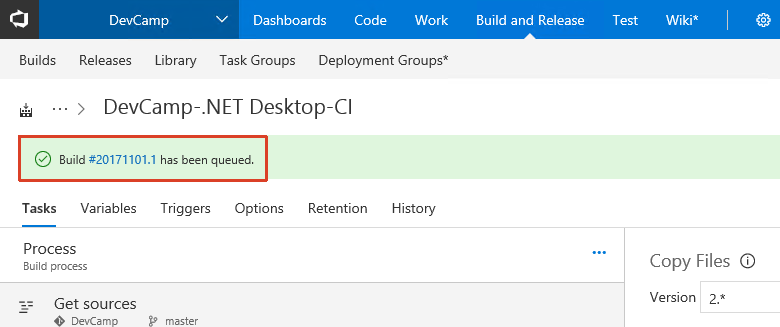 DevCamp Dashboards Code Work Build and Release Test Wiki*
Builds Releases Library Task Groups Deployment Groups*
... > DevCamp-.NET Desktop-CI
Build #20171101.1 has been queued.
Tasks Variables Triggers Options Retention History
Process ...
Build process
Copy Files
Version 2.*
Get sources
DevCamp master